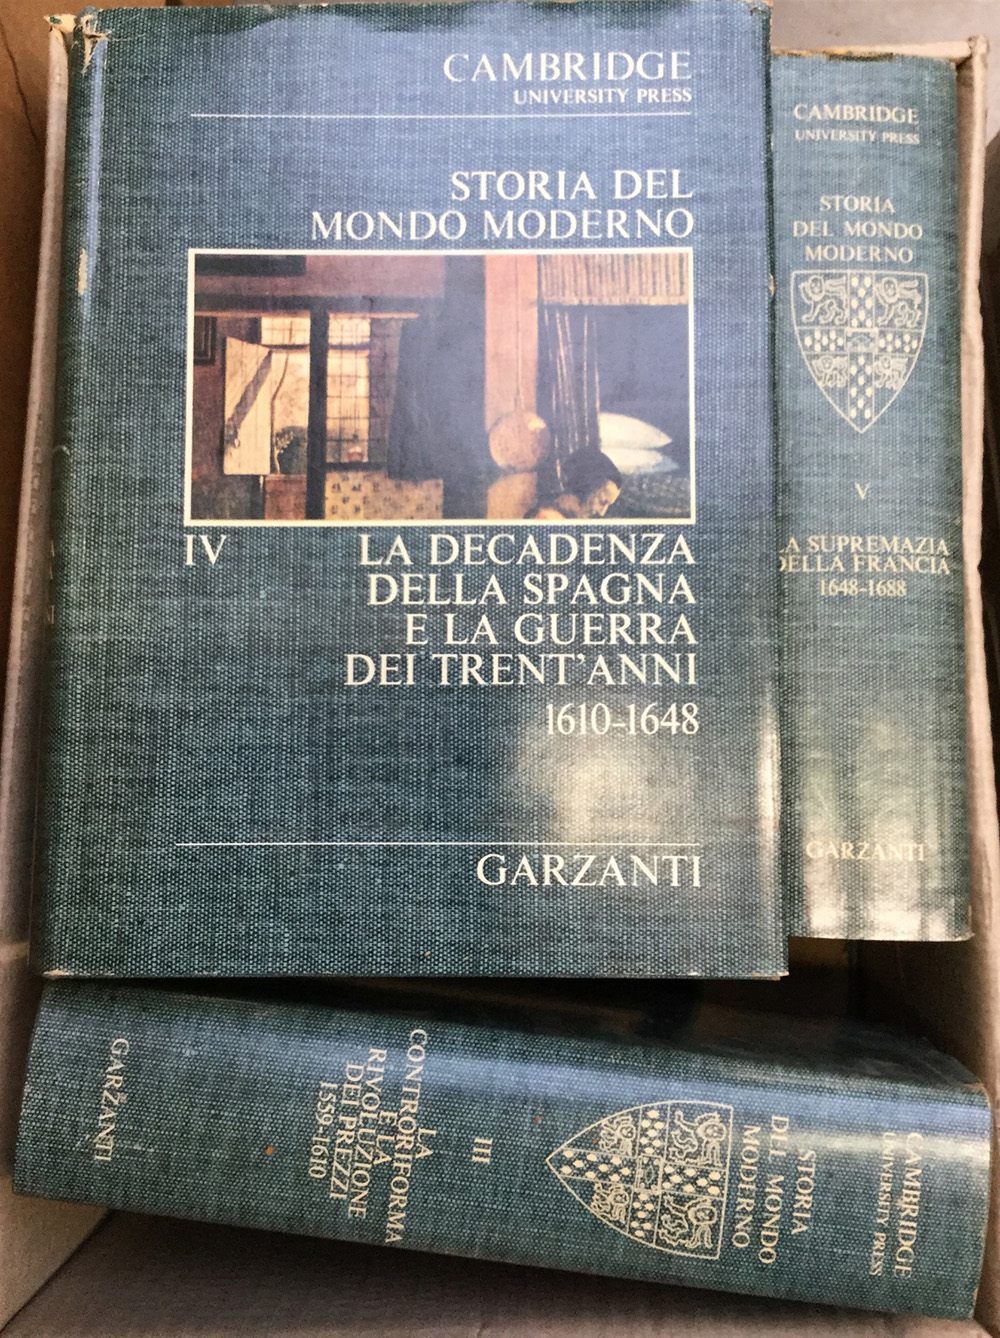 CAMBRIDGE
UNIVERSITY PRESS
STORIA DEL
MONDO MODERNO
IV
LA DECADENZA
DELLA SPAGNA
E LA GUERRA
DEI TRENT'ANNI
1610-1648
GARZANTI
CAMBRIDGE
UNIVERSITY PRESS
STORIA
DEL MONDO
MODERNO
V
LA SUPREMAZIA
DELLA FRANCIA
1648-1688
GARZANTI
CAMBRIDGE
UNIVERSITY PRESS
STORIA
DEL MONDO
MODERNO
III
LA
CONTRORIFORMA
E LA
RIVOLUZIONE
DEI PREZZI
1559-1610
GARZANTI